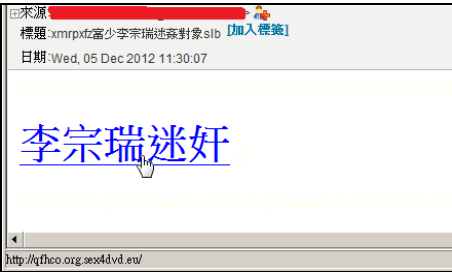 來源:
標題:xmrpxfz富少李宗瑞迷姦對象slb [加入標籤]
日期:Wed, 05 Dec 2012 11:30:07
李宗瑞迷奸
http://qfhco.org.sex4dvd.eu/